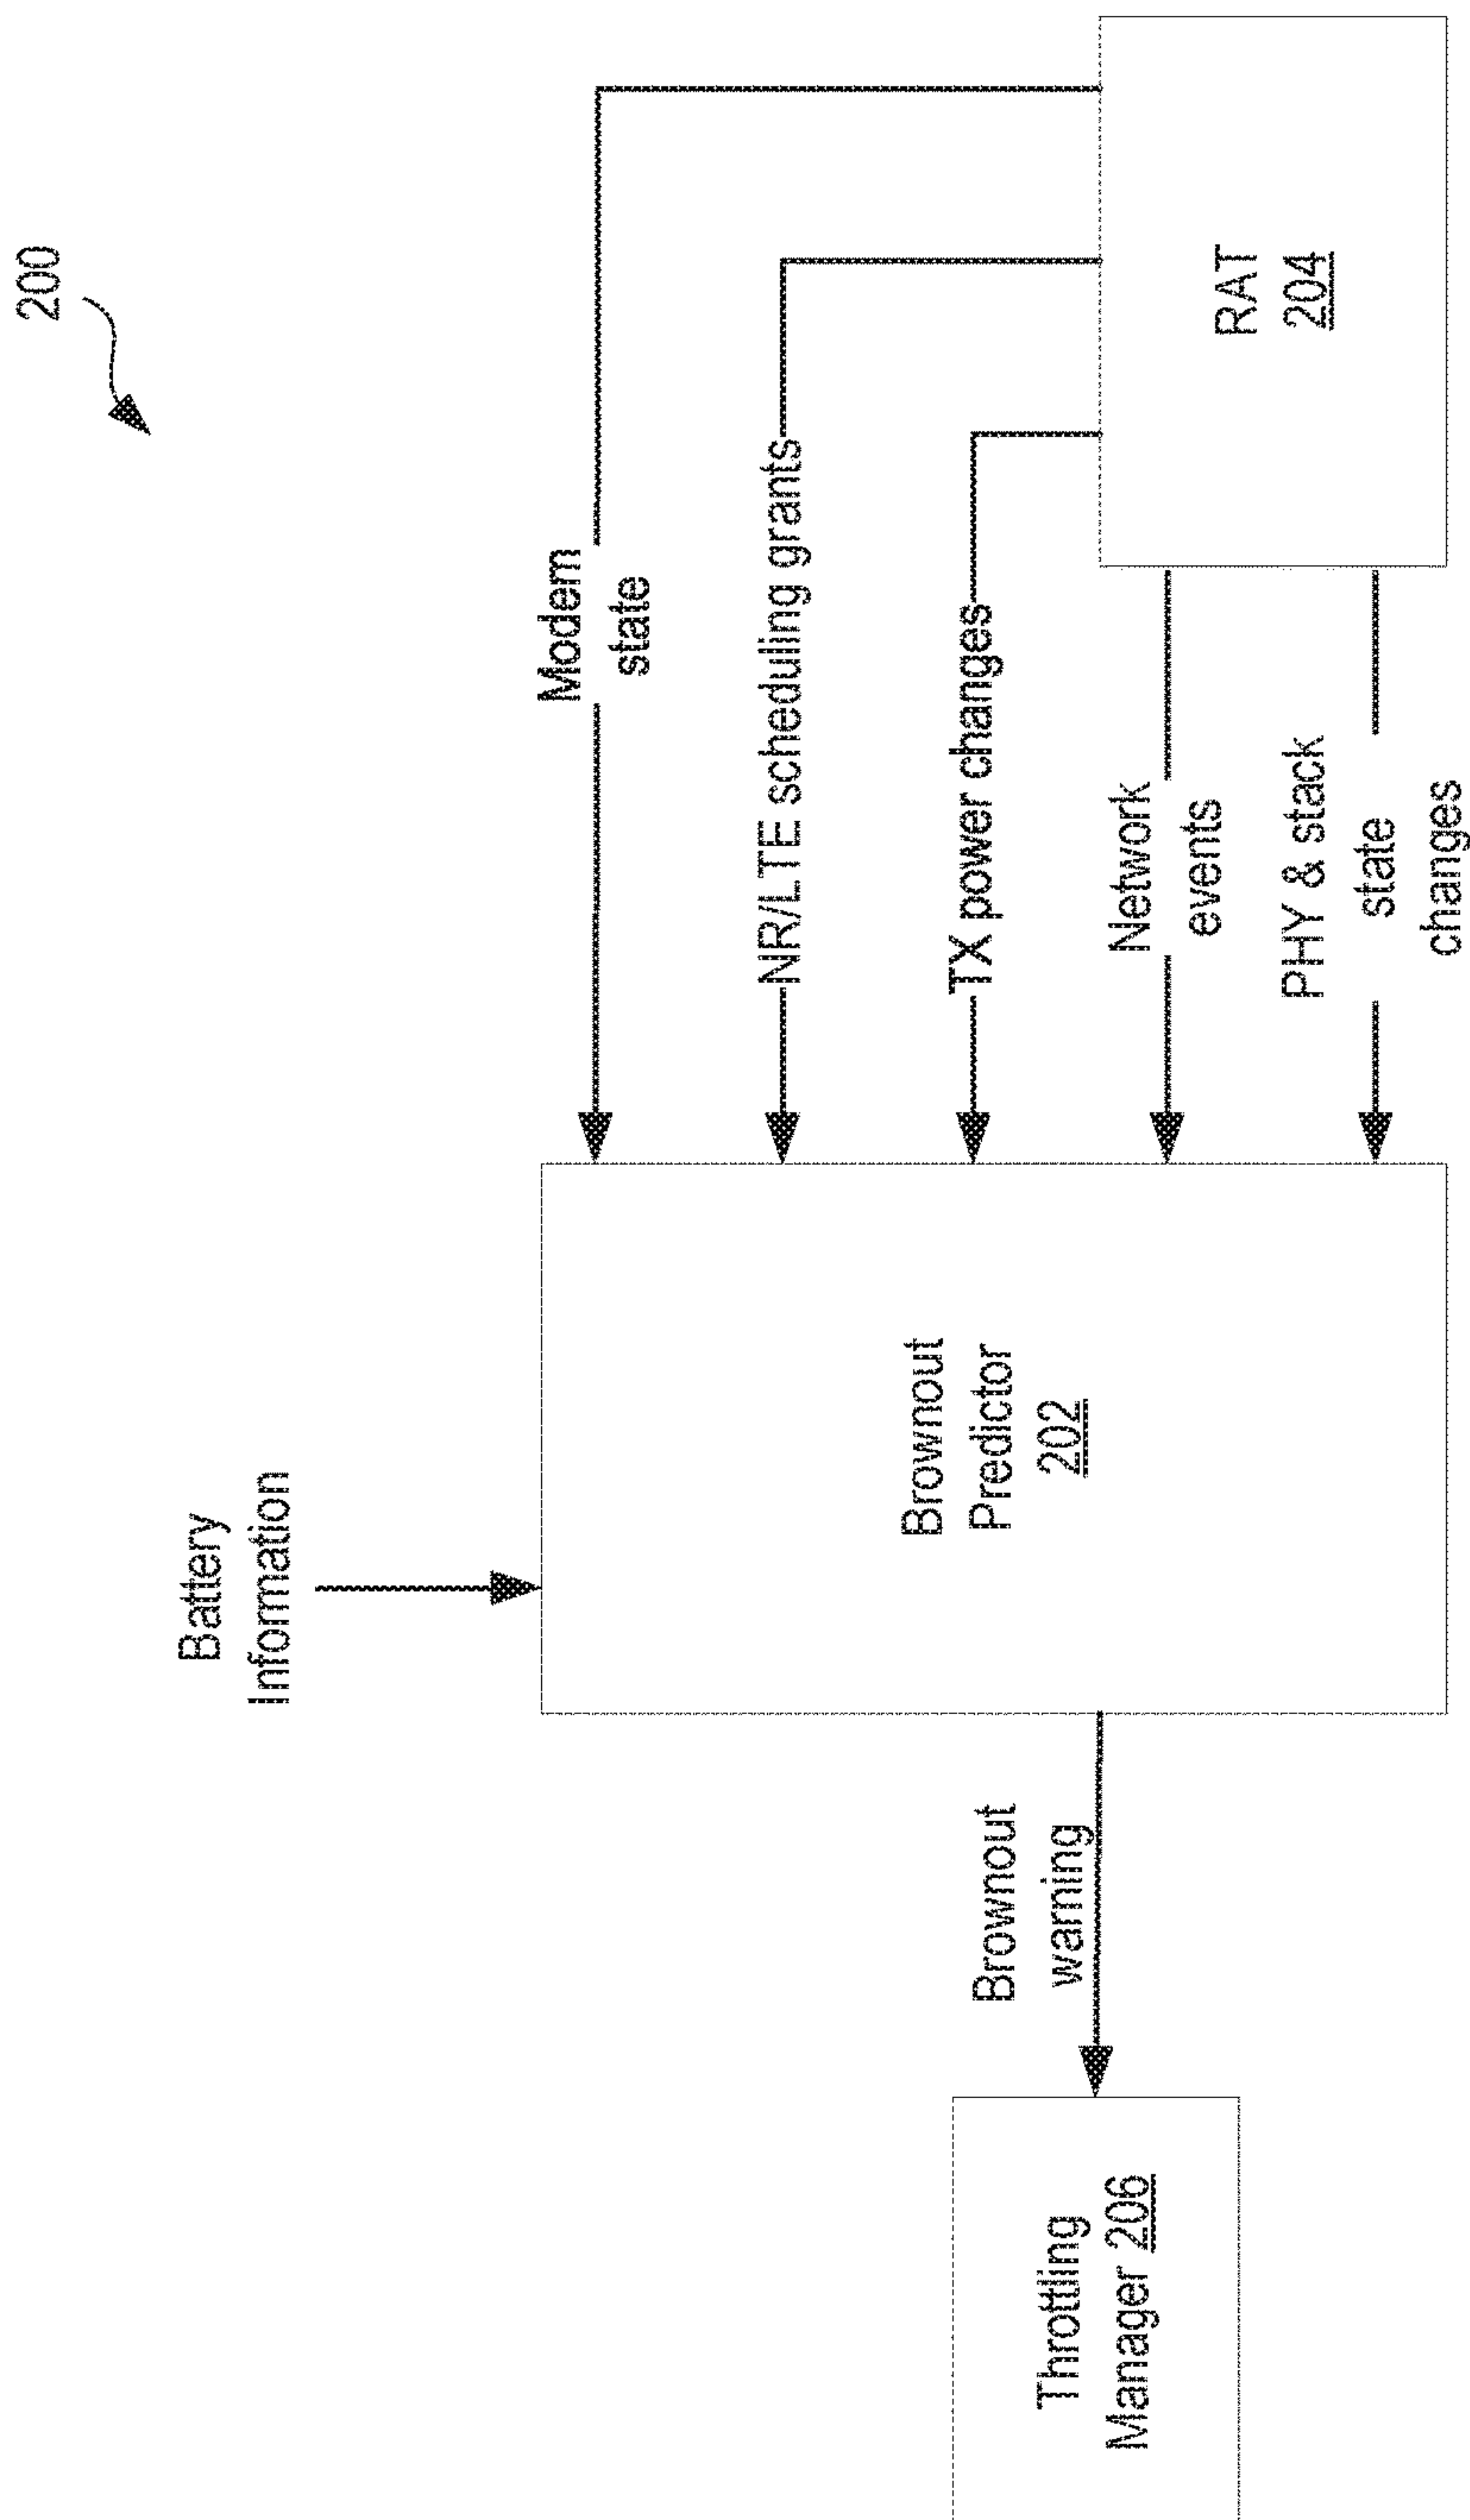 200
Battery
Information
Modem
state
NR/LTE scheduling grants
TX power changes
Network
events
PHY & stack
state
changes
RAT
204
Brownout
Predictor
202
Brownout
warning
Throttling
Manager 206